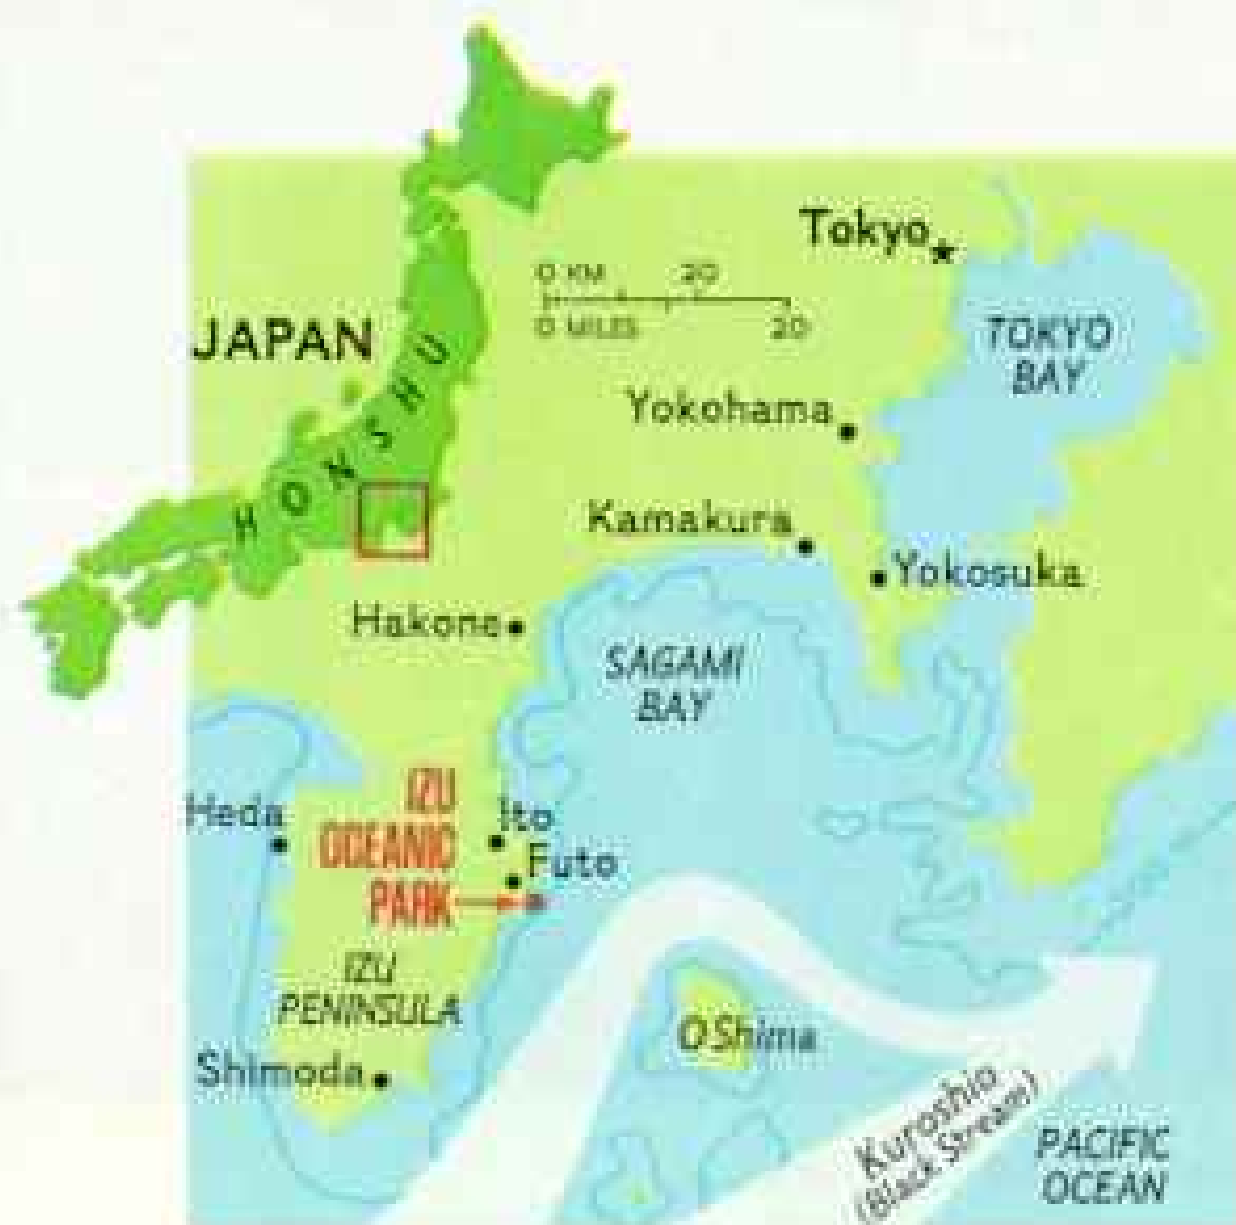 Tokyo
0 KM 20
0 MILES 20
JAPAN
TOKYO
BAY
HONSHU
Yokohama
Kamakura
Yokosuka
Hakone
SAGAMI
BAY
Heda
IZU
OCEANIC
PARK
Ito
Futo
IZU
PENINSULA
OShima
Shimoda
Kuroshio
(Black Stream)
PACIFIC
OCEAN